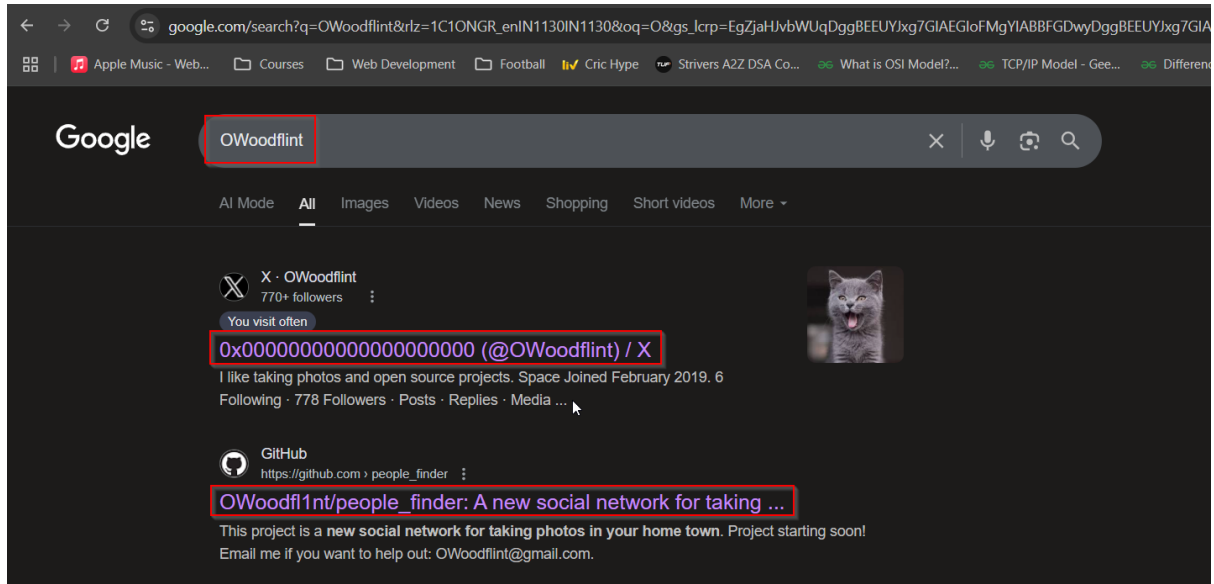 google.com/search?q=OWoodflint&rlz=1C1ONGR_enIN1130IN1130&oq=O&gs_lcrp=EgZjaHJvbWUqDggBEEUYJxg7GIAEGIoFMgYIABBFGDwyDggBEEUYJxg7GIA
Apple Music - Web... Courses Web Development Football liv Cric Hype TUF Strivers A2Z DSA Co... What is OSI Model?... TCP/IP Model - Gee... Differenc
Google OWoodflint
AI Mode All Images Videos News Shopping Short videos More
X · OWoodflint
770+ followers
You visit often
0x00000000000000000000 (@OWoodflint) / X
I like taking photos and open source projects. Space Joined February 2019. 6
Following · 778 Followers · Posts · Replies · Media ...
GitHub
https://github.com › people_finder
OWoodfl1nt/people_finder: A new social network for taking ...
This project is a new social network for taking photos in your home town. Project starting soon!
Email me if you want to help out: OWoodflint@gmail.com.